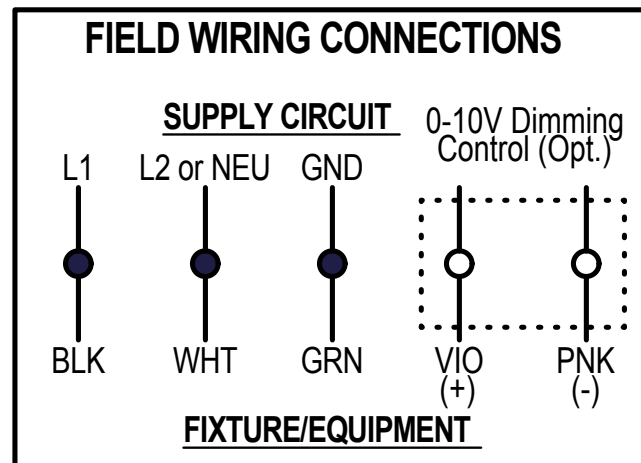 FIELD WIRING CONNECTIONS
SUPPLY CIRCUIT
0-10V Dimming
Control (Opt.)
L1 L2 or NEU GND
BLK WHT GRN VIO PNK
(+) (-)
FIXTURE/EQUIPMENT